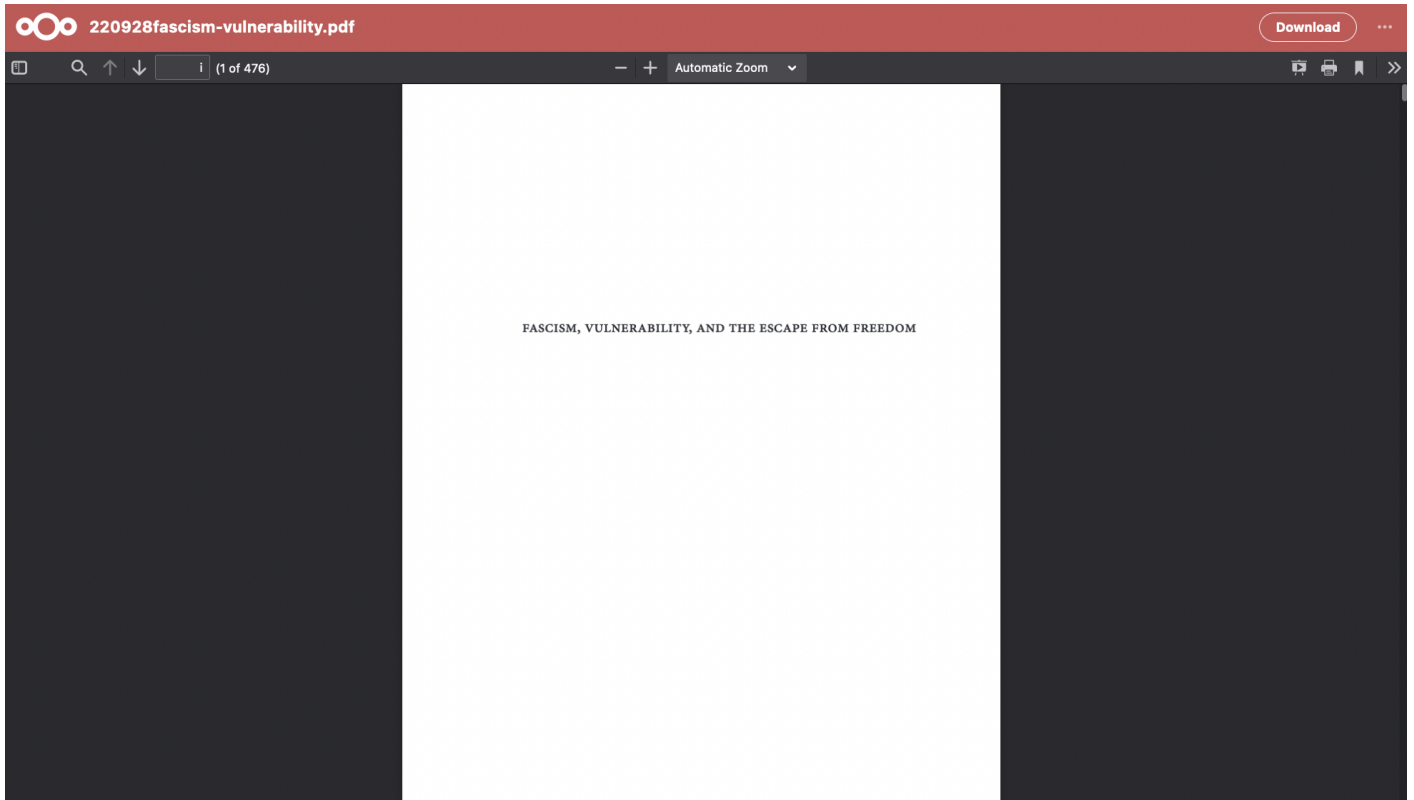 220928fascism-vulnerability.pdf
Download
i (1 of 476)
Automatic Zoom
FASCISM, VULNERABILITY, AND THE ESCAPE FROM FREEDOM